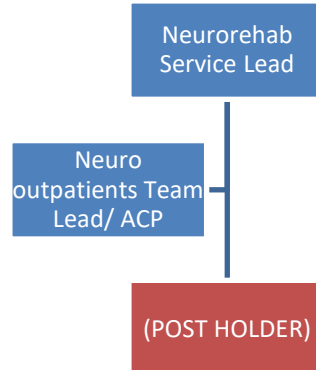 Neurorehab
Service Lead
Neuro
outpatients Team
Lead/ ACP
(POST HOLDER)